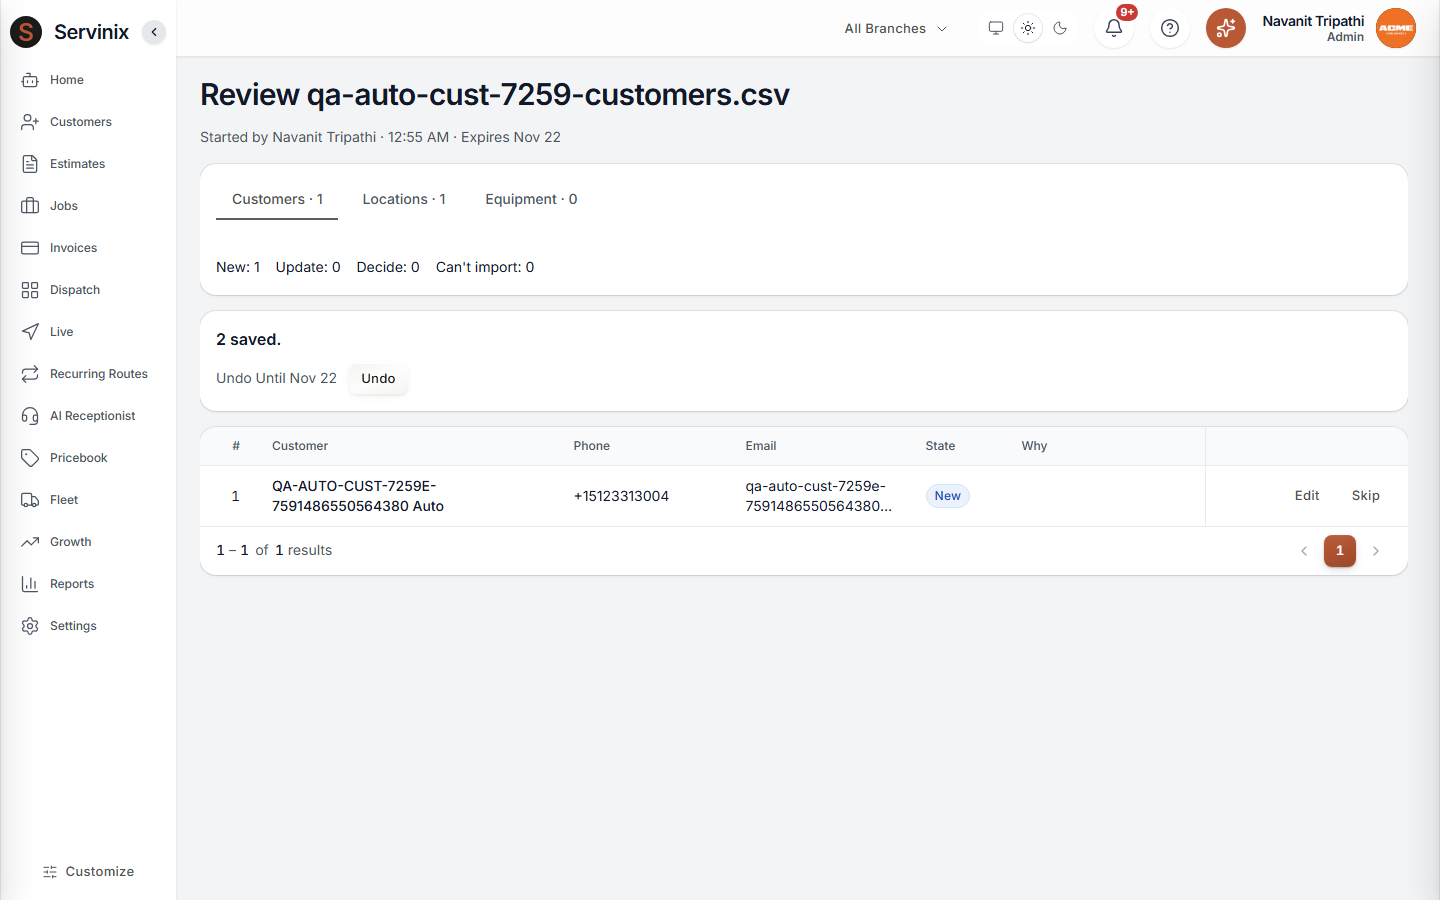 S Servinix
All Branches
9+
Navanit Tripathi
Admin
ACME
Home
Customers
Estimates
Jobs
Invoices
Dispatch
Live
Recurring Routes
AI Receptionist
Pricebook
Fleet
Growth
Reports
Settings
Customize
Review qa-auto-cust-7259-customers.csv
Started by Navanit Tripathi · 12:55 AM · Expires Nov 22
Customers · 1 Locations · 1 Equipment · 0
New: 1 Update: 0 Decide: 0 Can't import: 0
2 saved.
Undo Until Nov 22 Undo
# Customer Phone Email State Why
1 QA-AUTO-CUST-7259E-7591486550564380 Auto +15123313004 qa-auto-cust-7259e-7591486550564380... New Edit Skip
1 – 1 of 1 results
1